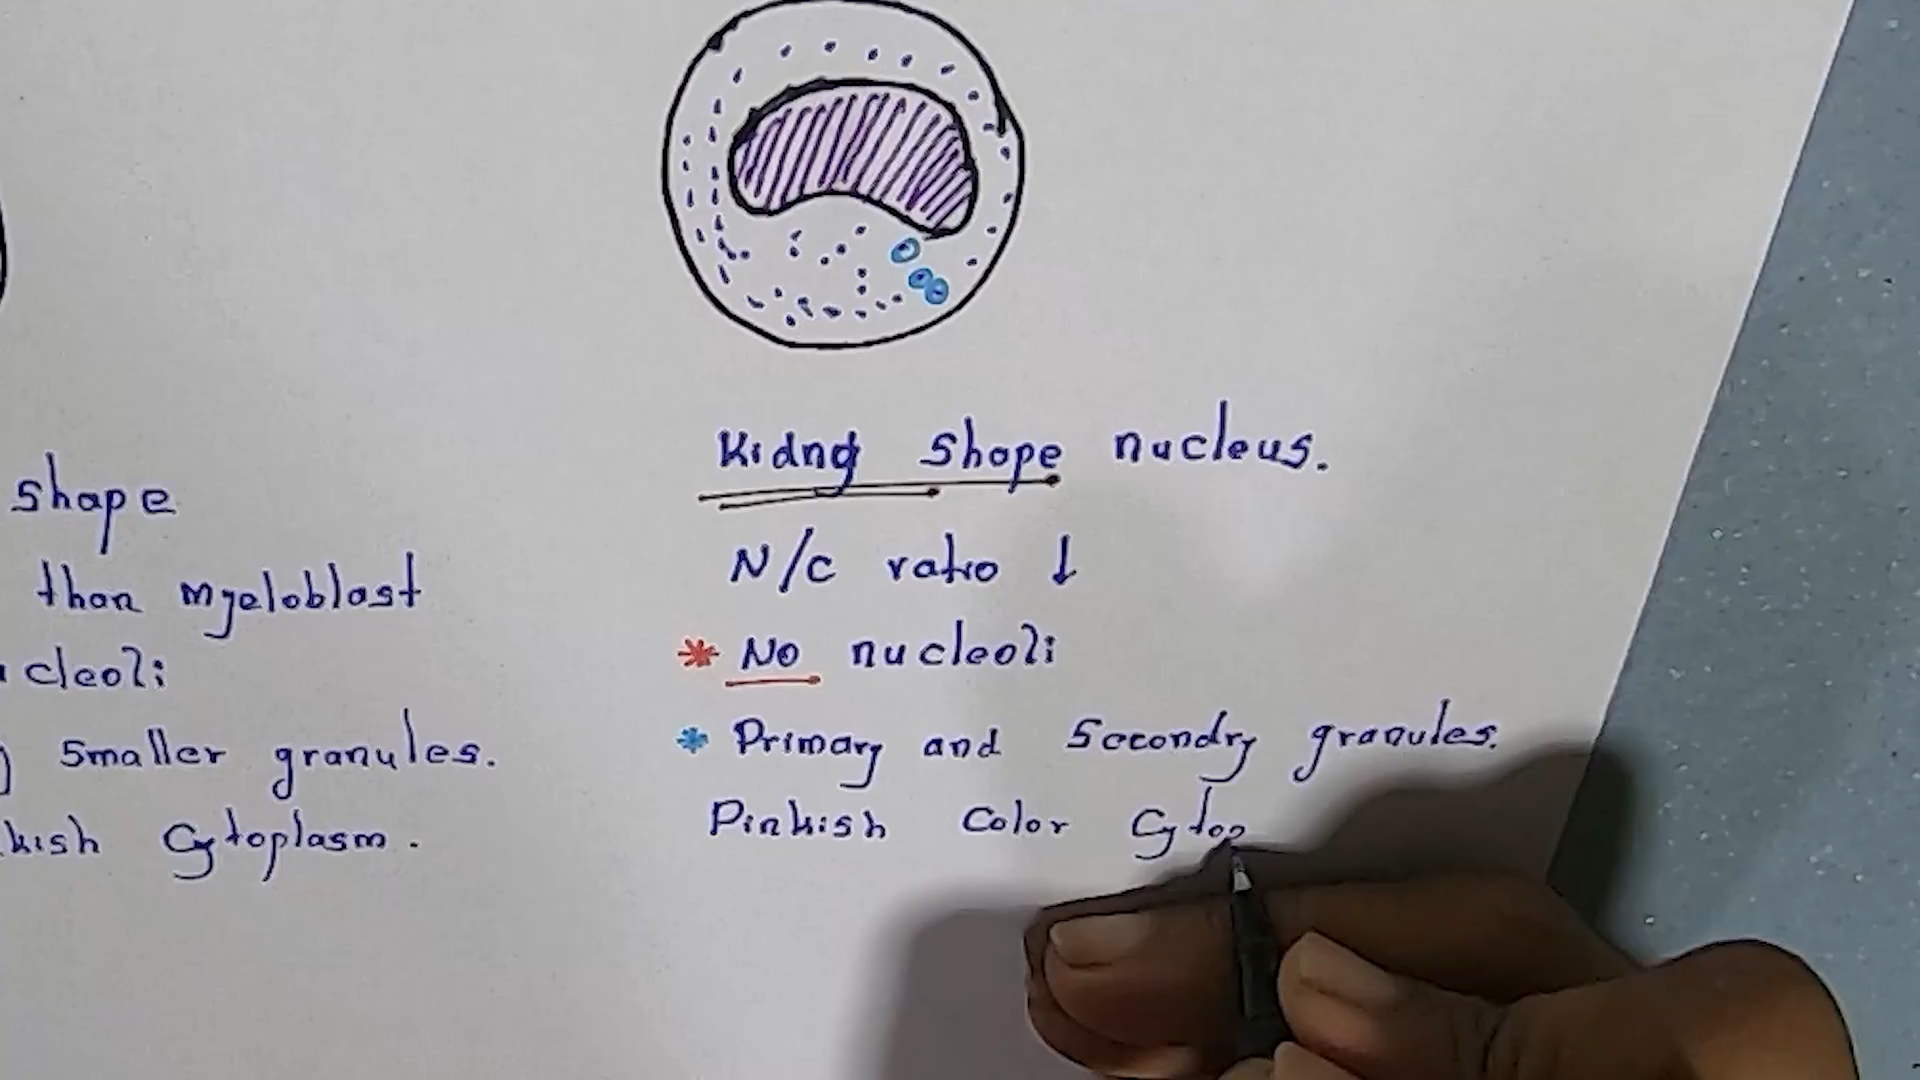 shape
than myeloblast
cleoli
smaller granules.
kish Cytoplasm.
Kidny shape nucleus.
N/C ratio ↓
* No nucleoli
* Primary and Secondry granules.
Pinkish Color Cytop